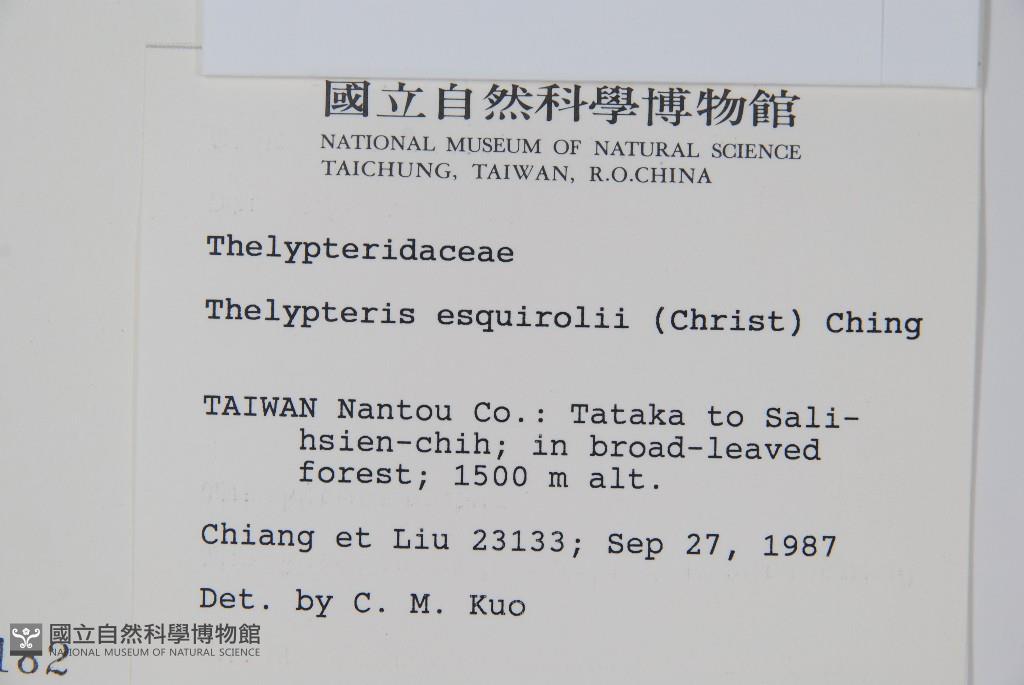 國立自然科學博物館
NATIONAL MUSEUM OF NATURAL SCIENCE
TAICHUNG, TAIWAN, R.O.CHINA
Thelypteridaceae
Thelypteris esquirolii (Christ) Ching
TAIWAN Nantou Co.: Tataka to Sali-
hsien-chih; in broad-leaved
forest; 1500 m alt.
Chiang et Liu 23133; Sep 27, 1987
Det. by C. M. Kuo
國立自然科學博物館
NATIONAL MUSEUM OF NATURAL SCIENCE